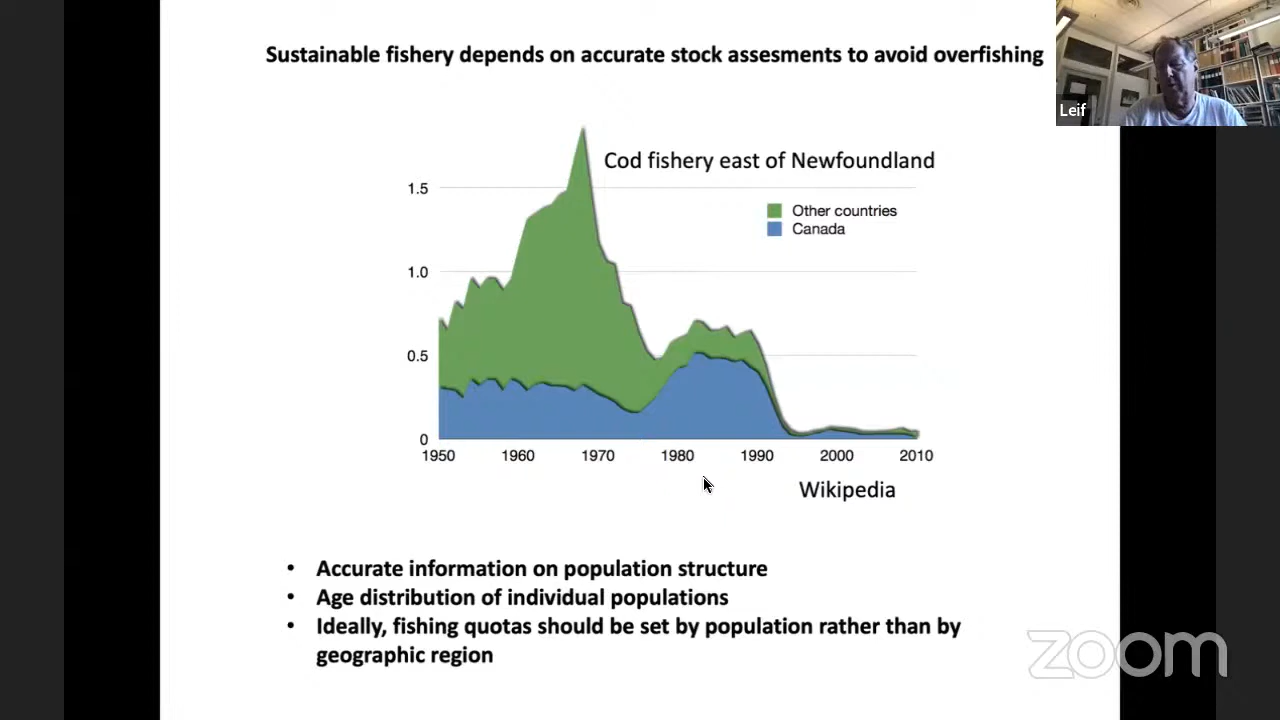 Sustainable fishery depends on accurate stock assesments to avoid overfishing
Leif
Cod fishery east of Newfoundland
1.5
Other countries
Canada
1.0
0.5
0
1950 1960 1970 1980 1990 2000 2010
Wikipedia
• Accurate information on population structure
• Age distribution of individual populations
• Ideally, fishing quotas should be set by population rather than by
geographic region
zoom